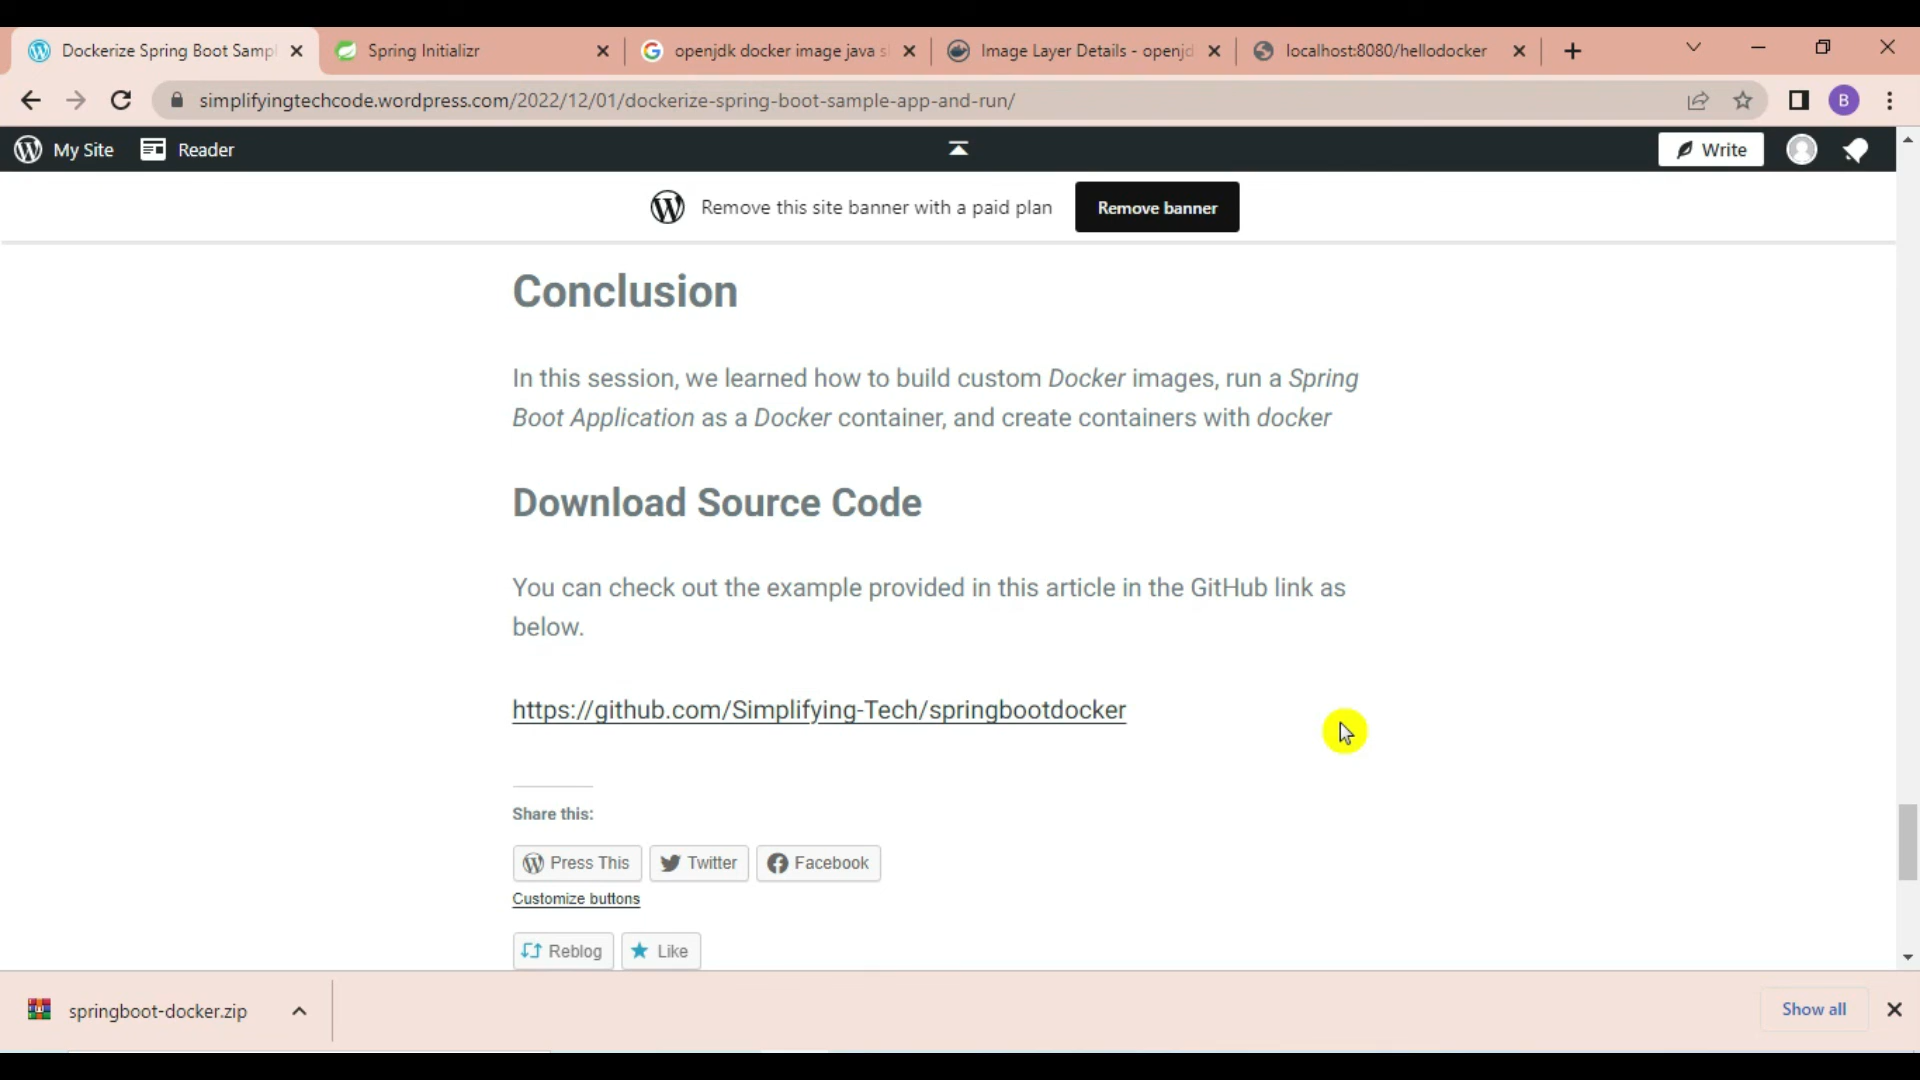 Dockerize Spring Boot Samp
Spring Initializr
openjdk docker image java s
Image Layer Details - openjd
localhost:8080/hellodocker
simplifyingtechcode.wordpress.com/2022/12/01/dockerize-spring-boot-sample-app-and-run/
B
My Site
Reader
Write
Remove this site banner with a paid plan
Remove banner
Conclusion
In this session, we learned how to build custom Docker images, run a Spring
Boot Application as a Docker container, and create containers with docker
Download Source Code
You can check out the example provided in this article in the GitHub link as
below.
https://github.com/Simplifying-Tech/springbootdocker
Share this:
Press This
Twitter
Facebook
Customize buttons
Reblog
Like
springboot-docker.zip
Show all